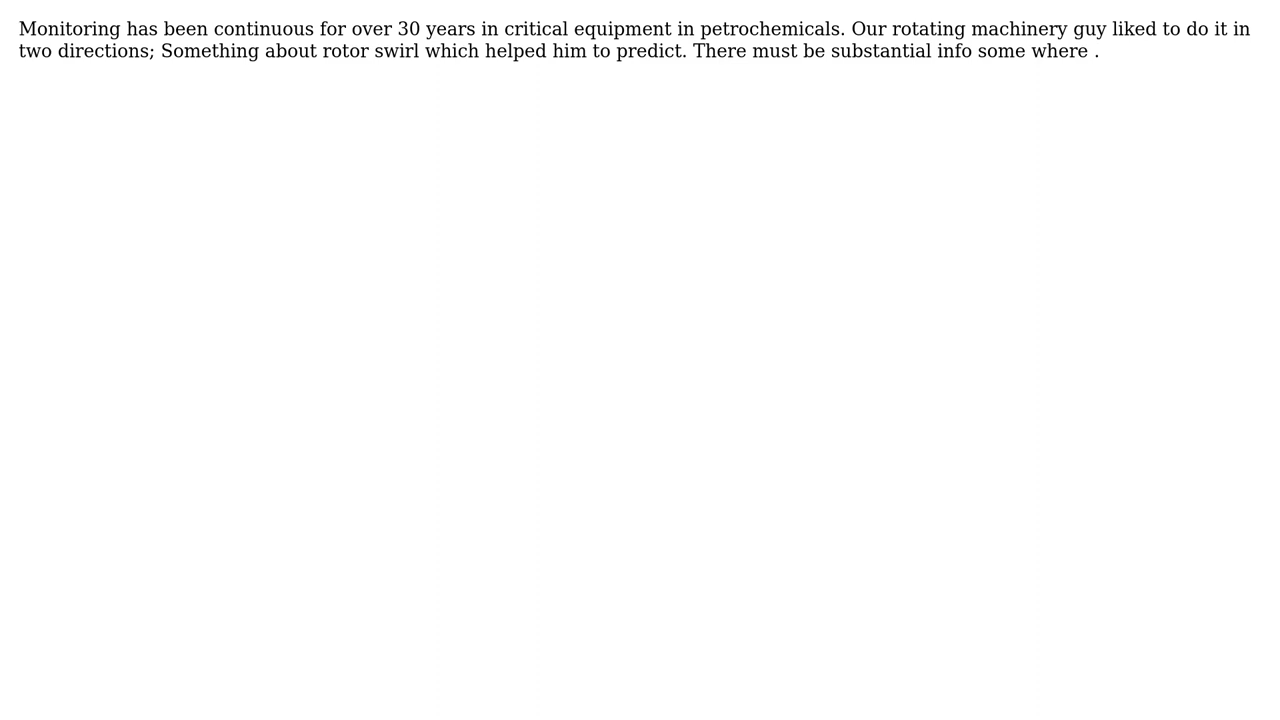 Monitoring has been continuous for over 30 years in critical equipment in petrochemicals. Our rotating machinery guy liked to do it in
two directions; Something about rotor swirl which helped him to predict. There must be substantial info some where .